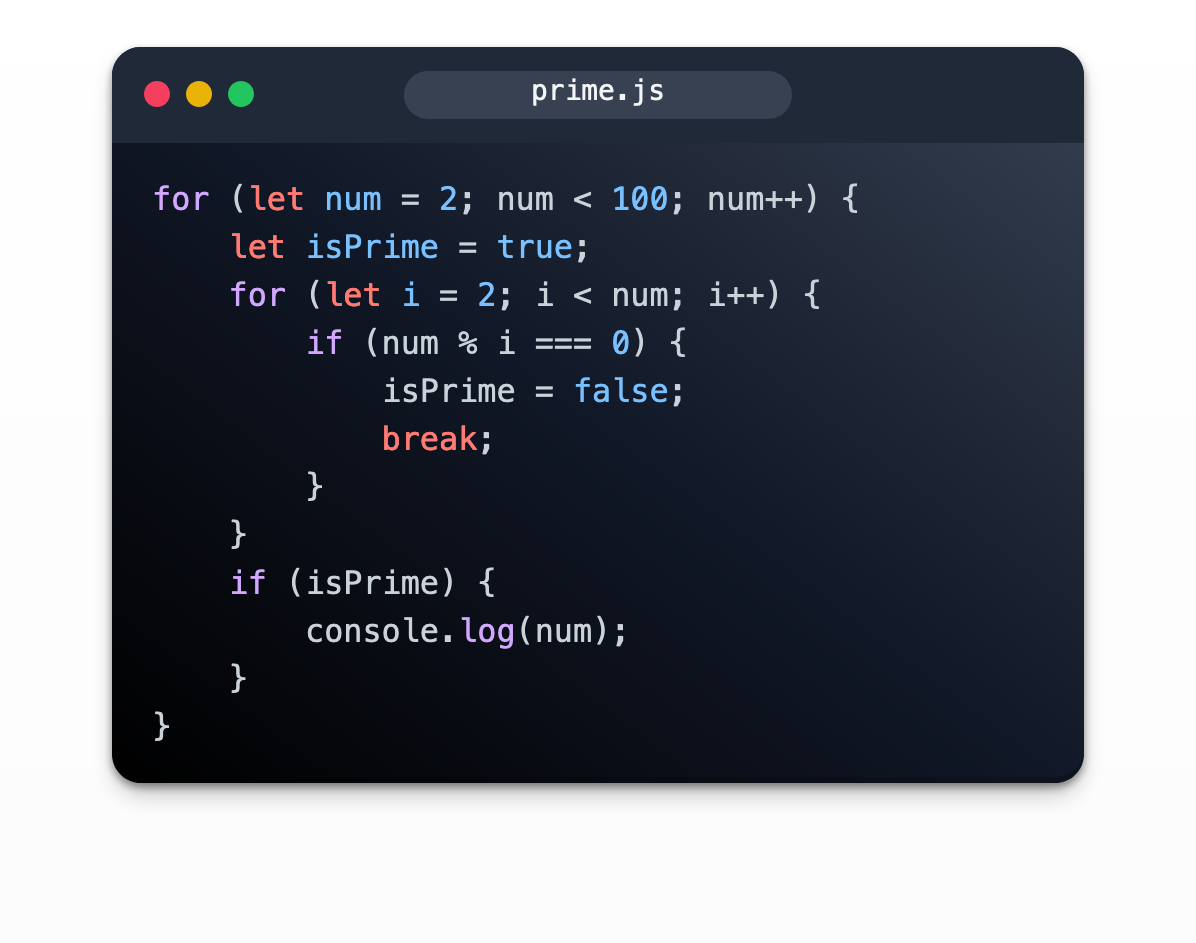 prime.js
for (let num = 2; num < 100; num++) {
    let isPrime = true;
    for (let i = 2; i < num; i++) {
        if (num % i === 0) {
            isPrime = false;
            break;
        }
    }
    if (isPrime) {
        console.log(num);
    }
}